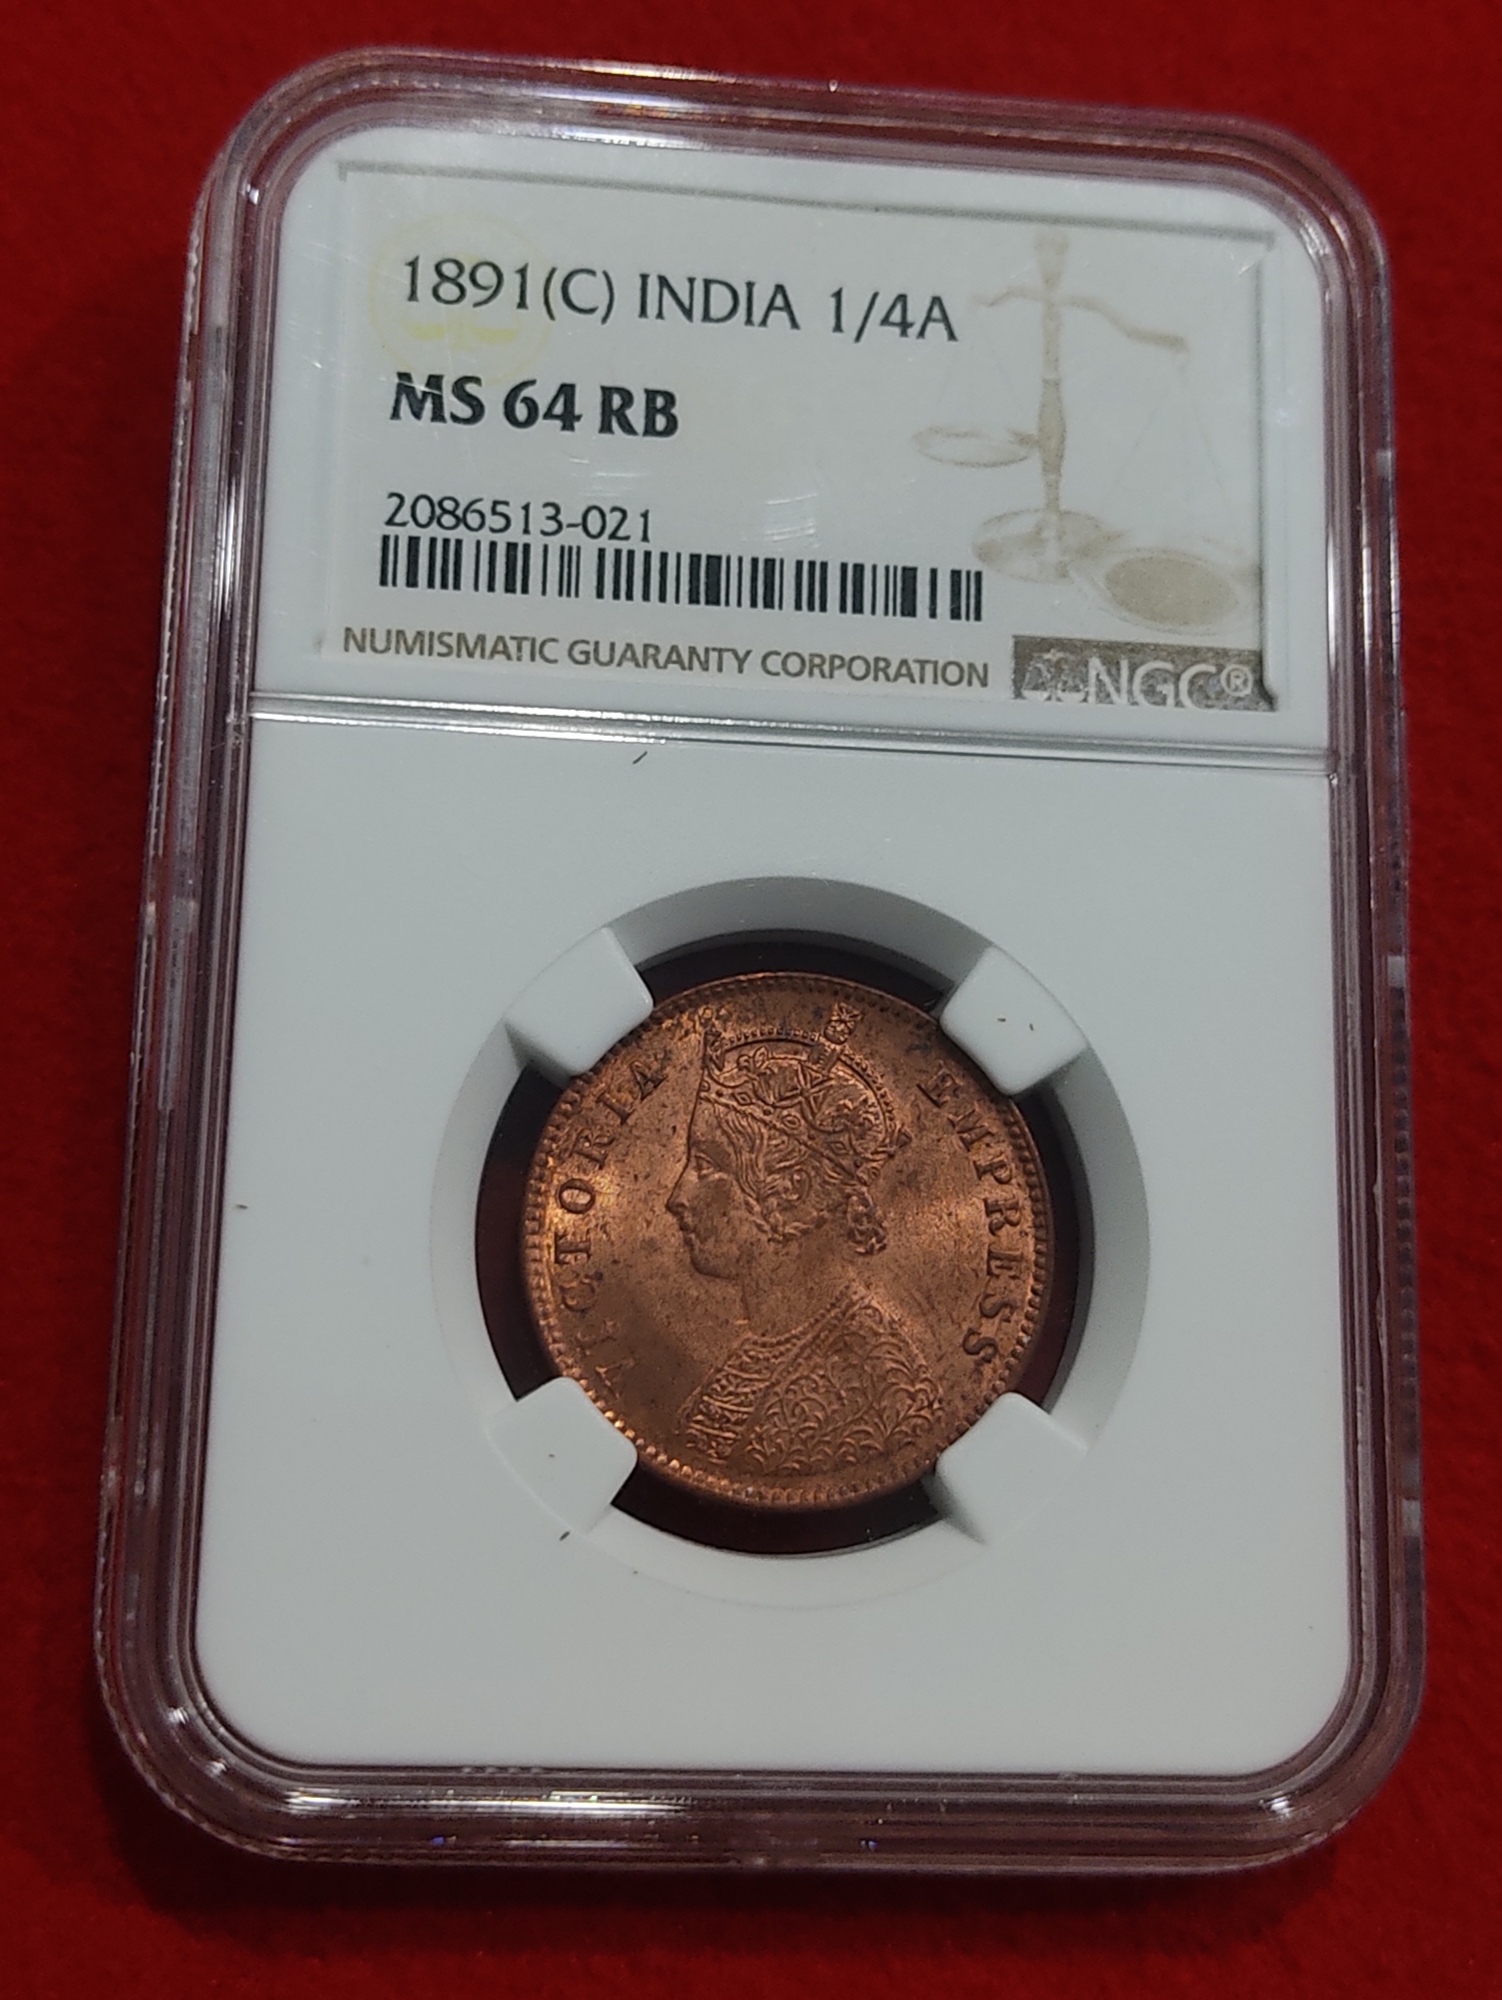 1891(C) INDIA 1/4A
MS 64 RB
2086513-021
NUMISMATIC GUARANTY CORPORATION
NGC®
VICTORIA EMPRESS